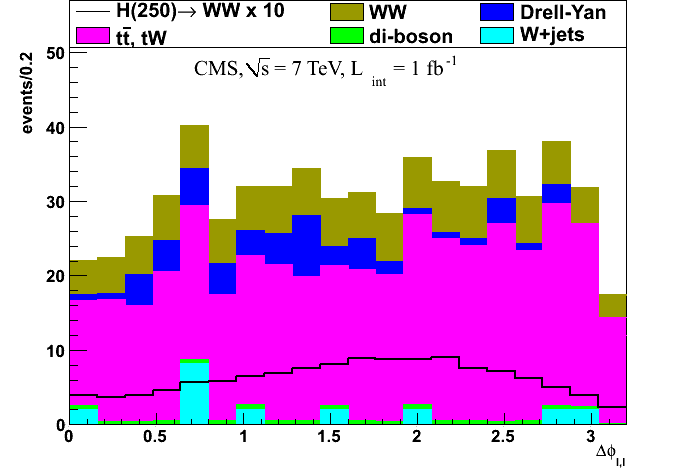 H(250)→ WW x 10 WW Drell-Yan
tt̄, tW di-boson W+jets
CMS, √s = 7 TeV, L int = 1 fb⁻¹
events/0.2
50
40
30
20
10
0
0 0.5 1 1.5 2 2.5 3
Δϕ l,l